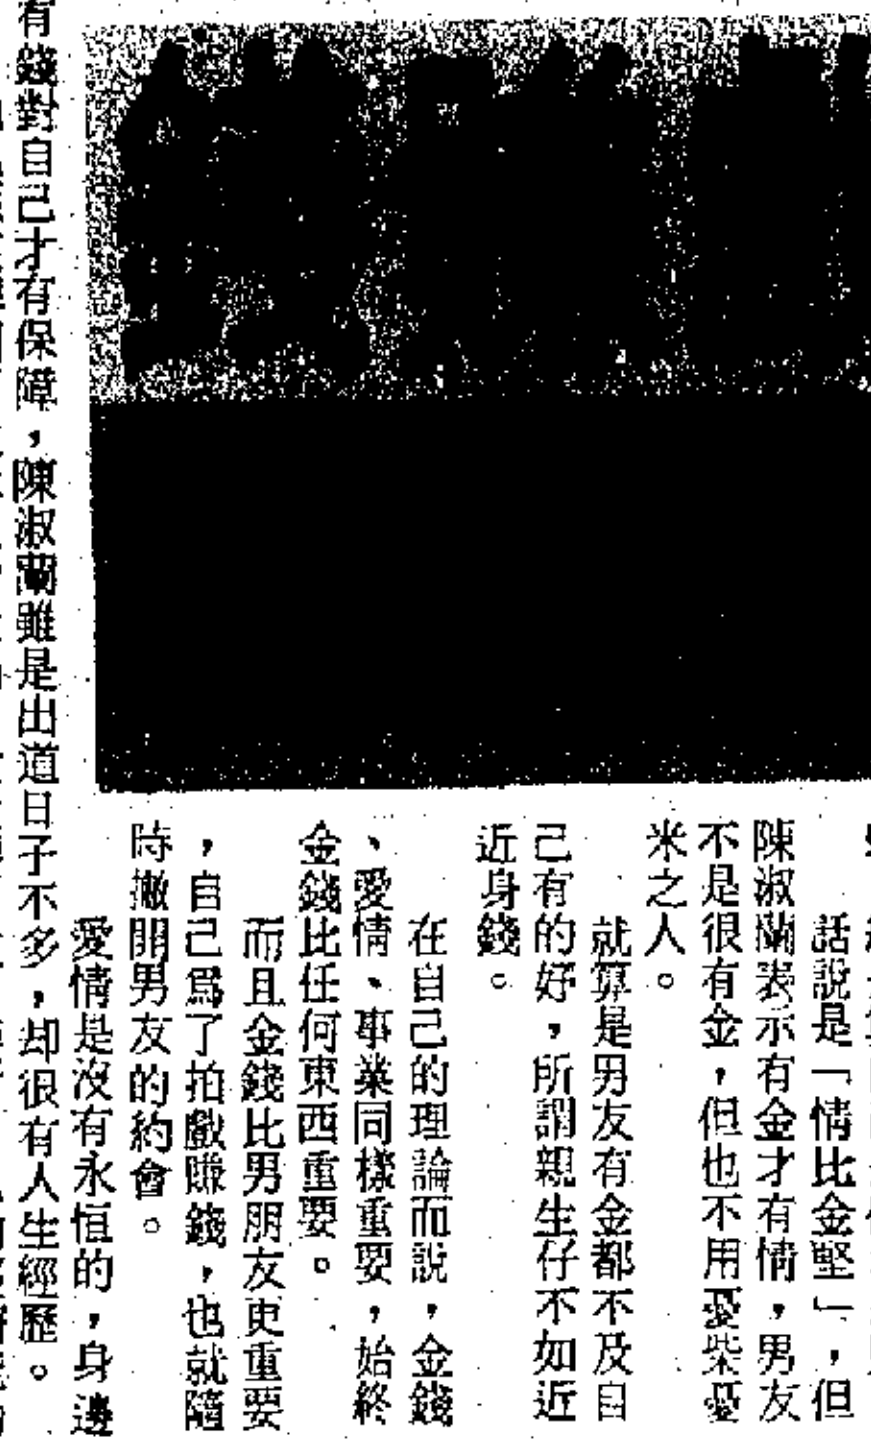 話說是「情比金堅」，但
陳淑蘭表示有金才有情，男友
不是很有金，但也不用憂柴憂
米之人。
就算是男友有金都不及自
己有的好，所謂親生仔不如近
近身錢。
在自己的理論而説，金錢
、愛情、事業同樣重要，始終
金錢比任何東西重要。
而且金錢比男朋友更重要
，自己爲了拍戲賺錢，也就隨
時撇開男友的約會。
愛情是沒有永恒的，身邊
有錢對自己才有保障，陳淑蘭雖是出道日子不多，却很有人生經歷。